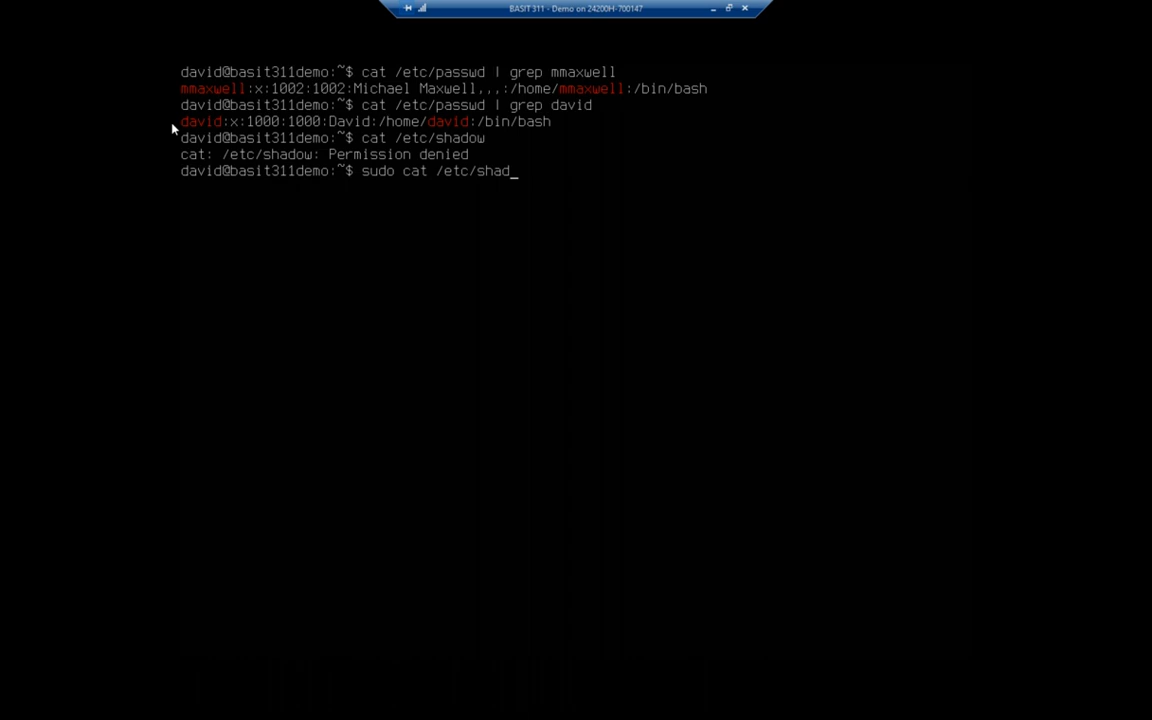 BASIT 311 - Demo on 24200H-700147
david@basit311demo:~$ cat /etc/passwd | grep mmaxwell
mmaxwell:x:1002:1002:Michael Maxwell,,,:/home/mmaxwell:/bin/bash
david@basit311demo:~$ cat /etc/passwd | grep david
david:x:1000:1000:David:/home/david:/bin/bash
david@basit311demo:~$ cat /etc/shadow
cat: /etc/shadow: Permission denied
david@basit311demo:~$ sudo cat /etc/shad_